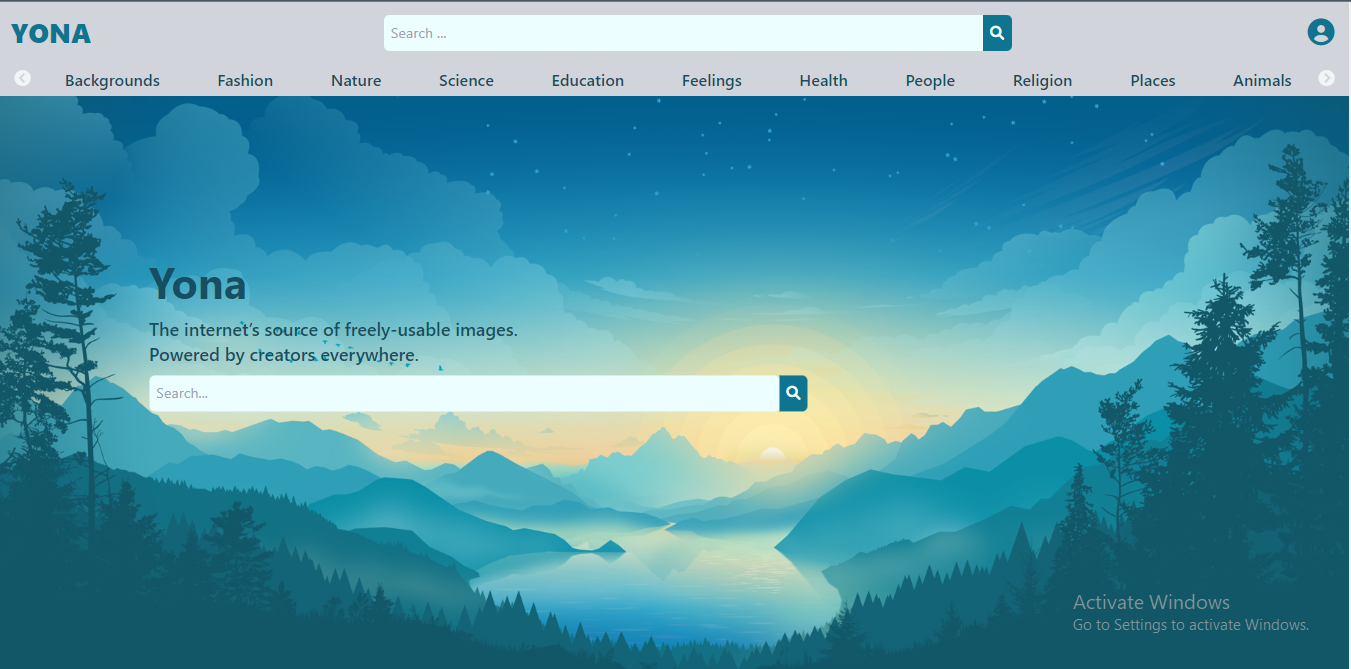 YONA
Search ...
Backgrounds Fashion Nature Science Education Feelings Health People Religion Places Animals
Yona
The internet's source of freely-usable images.
Powered by creators everywhere.
Search...
Activate Windows
Go to Settings to activate Windows.